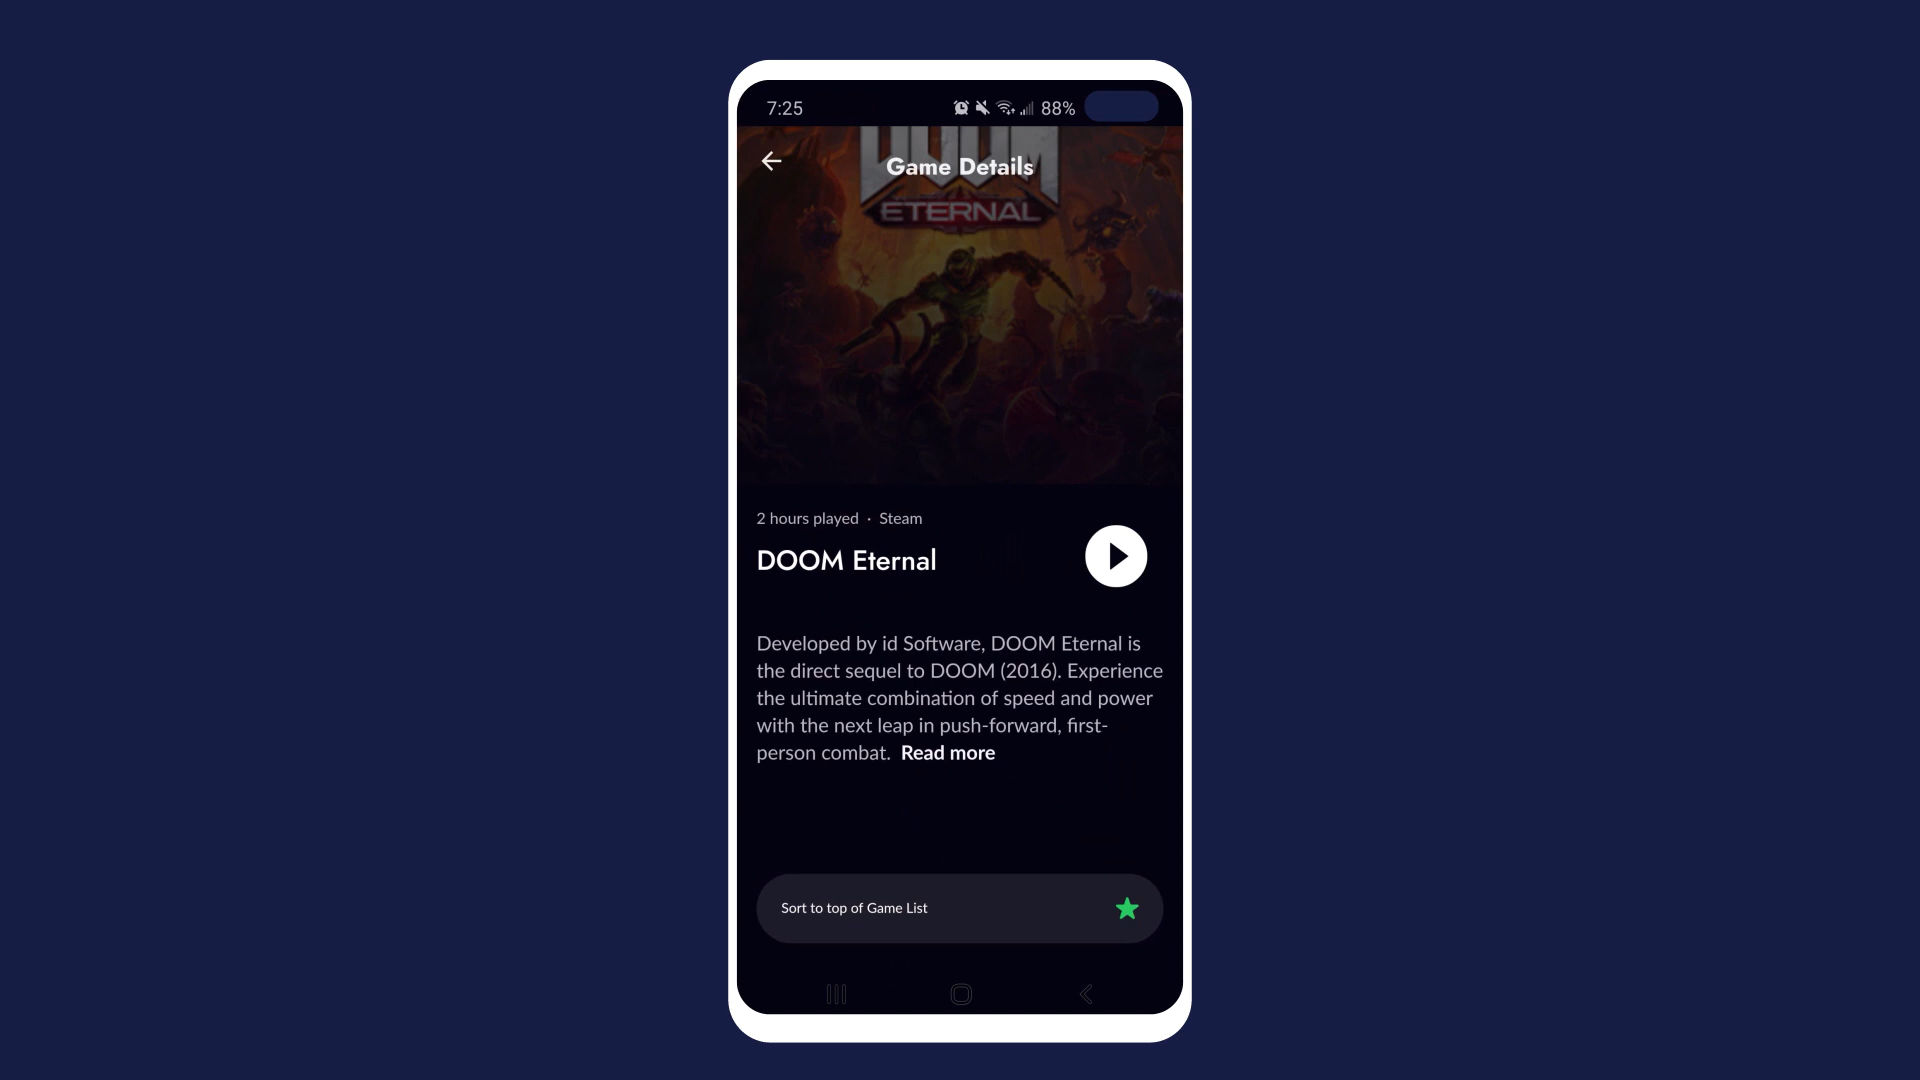 7:25 88%
DOOM
Game Details
ETERNAL
2 hours played · Steam
DOOM Eternal
Developed by id Software, DOOM Eternal is
the direct sequel to DOOM (2016). Experience
the ultimate combination of speed and power
with the next leap in push-forward, first-
person combat. Read more
Sort to top of Game List